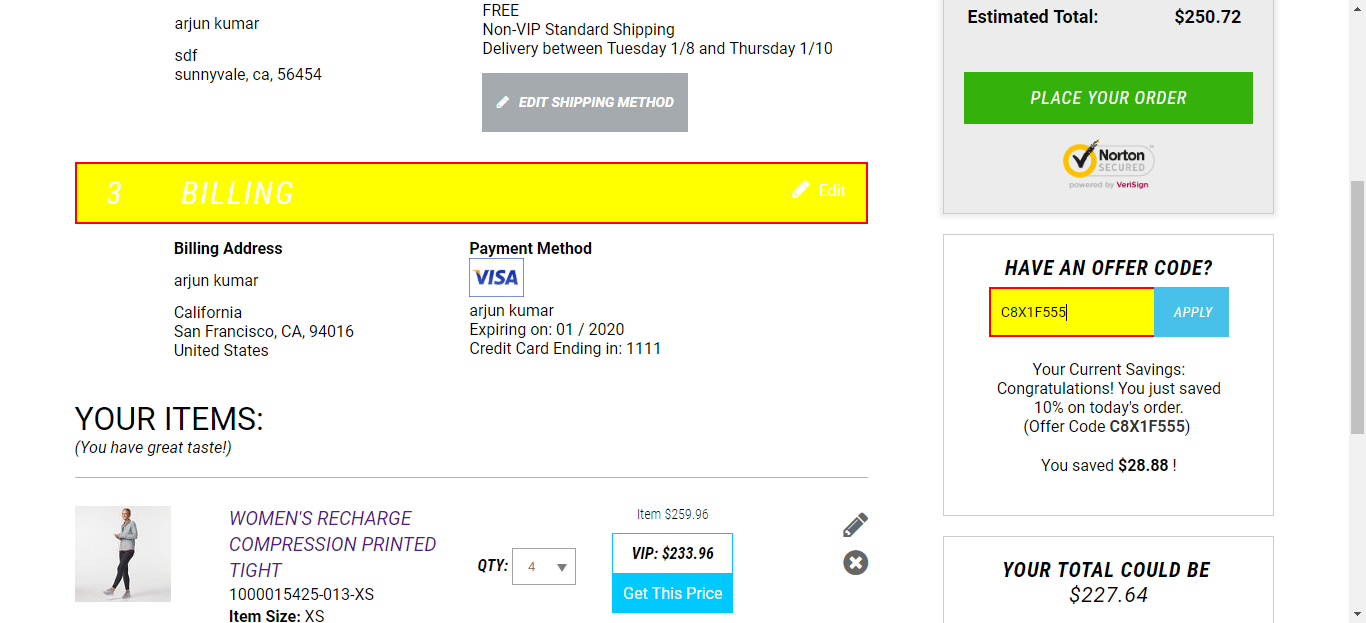 arjun kumar
sdf
sunnyvale, ca, 56454
FREE
Non-VIP Standard Shipping
Delivery between Tuesday 1/8 and Thursday 1/10
EDIT SHIPPING METHOD
3 BILLING Edit
Billing Address
arjun kumar
California
San Francisco, CA, 94016
United States
Payment Method
VISA
arjun kumar
Expiring on: 01 / 2020
Credit Card Ending in: 1111
YOUR ITEMS:
(You have great taste!)
WOMEN'S RECHARGE
COMPRESSION PRINTED
TIGHT
1000015425-013-XS
Item Size: XS
QTY: 4
Item $259.96
VIP: $233.96
Get This Price
Estimated Total: $250.72
PLACE YOUR ORDER
Norton
SECURED
powered by VeriSign
HAVE AN OFFER CODE?
C8X1F555 APPLY
Your Current Savings:
Congratulations! You just saved
10% on today's order.
(Offer Code C8X1F555)
You saved $28.88 !
YOUR TOTAL COULD BE
$227.64